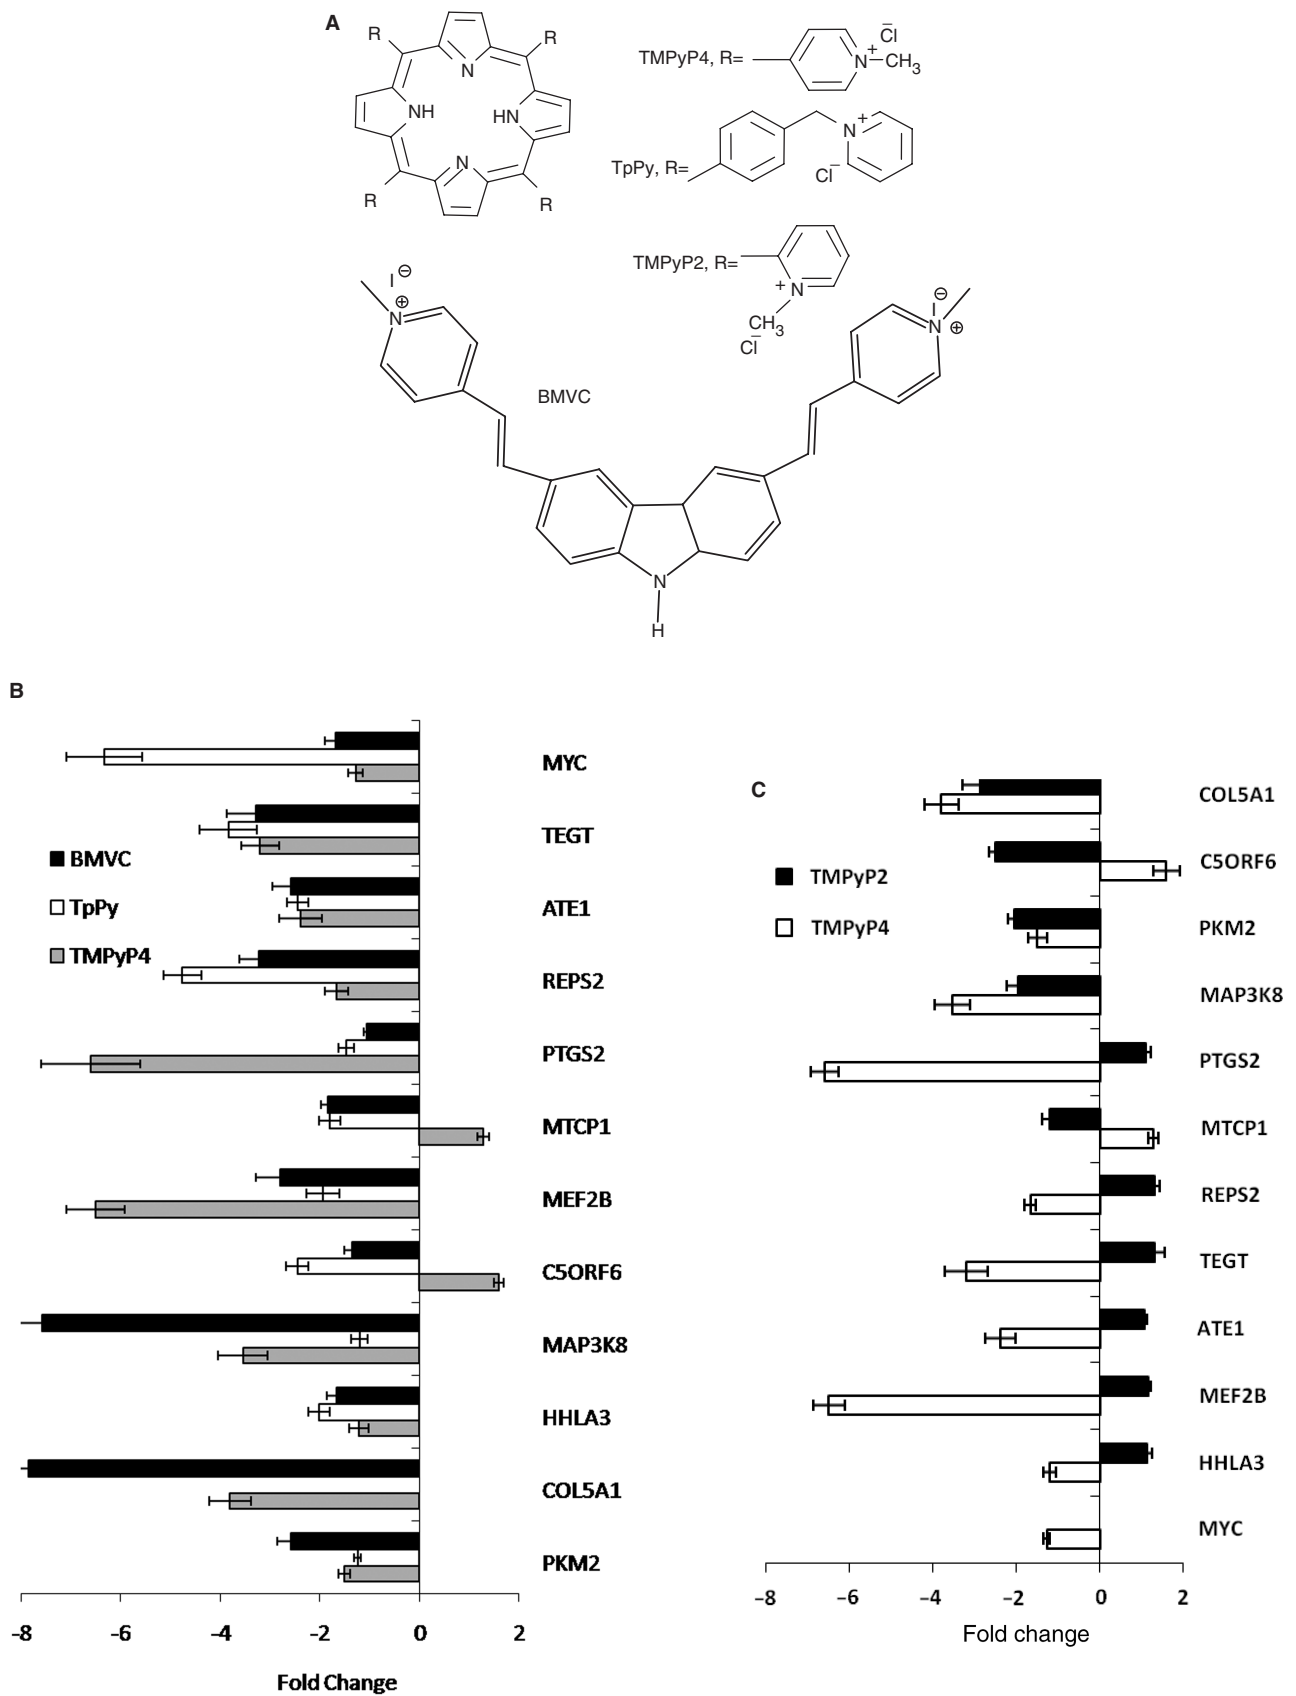 A
R
R
N
NH
HN
N
R
R
TMPyP4, R=
N
+
CH3
Cl
–
TpPy, R=
N
+
Cl–
TMPyP2, R=
+
N
CH3
Cl
–
I ⊖
⊕
N
⊖
I
N
⊕
BMVC
N
H
B
MYC
TEGT
ATE1
REPS2
PTGS2
MTCP1
MEF2B
C5ORF6
MAP3K8
HHLA3
COL5A1
PKM2
BMVC
TpPy
TMPyP4
-8 -6 -4 -2 0 2
Fold Change
C
COL5A1
C5ORF6
PKM2
MAP3K8
PTGS2
MTCP1
REPS2
TEGT
ATE1
MEF2B
HHLA3
MYC
TMPyP2
TMPyP4
-8 -6 -4 -2 0 2
Fold change